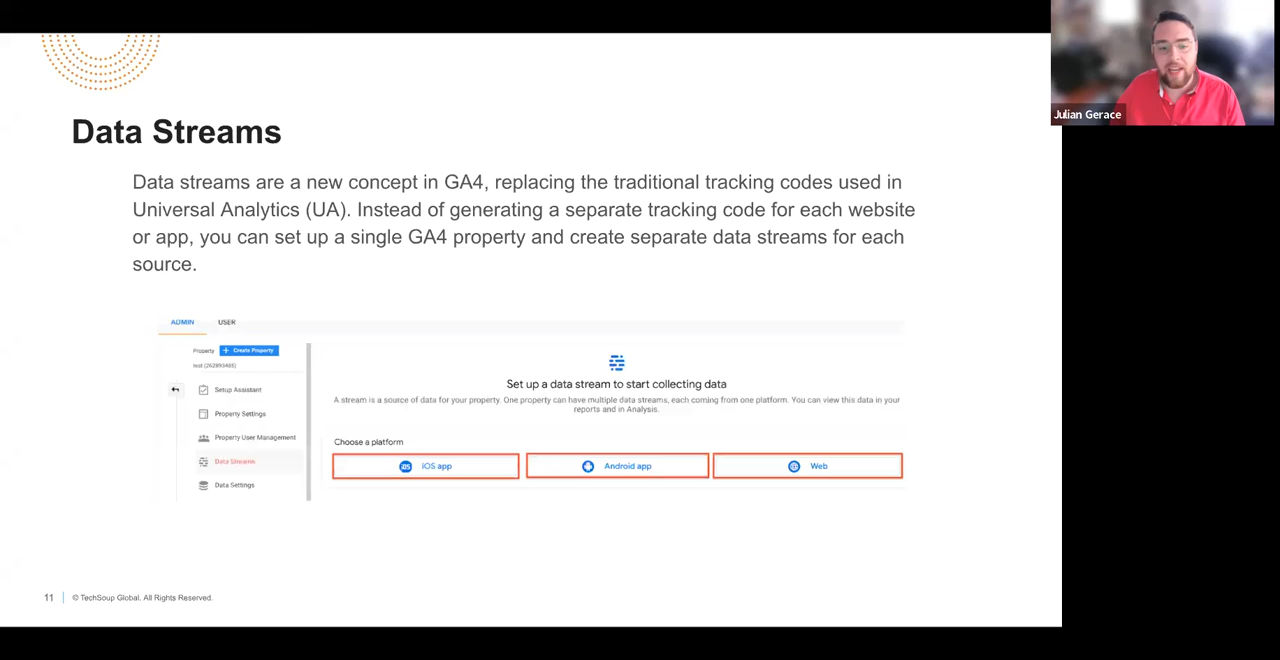 Julian Gerace
Data Streams
Data streams are a new concept in GA4, replacing the traditional tracking codes used in
Universal Analytics (UA). Instead of generating a separate tracking code for each website
or app, you can set up a single GA4 property and create separate data streams for each
source.
ADMIN USER
Property + Create Property
test (262893465)
Setup Assistant
Property Settings
Property User Management
Data Streams
Data Settings
Set up a data stream to start collecting data
A stream is a source of data for your property. One property can have multiple data streams, each coming from one platform. You can view this data in your
reports and in Analysis.
Choose a platform
iOS iOS app
Android app
Web
11
© TechSoup Global. All Rights Reserved.